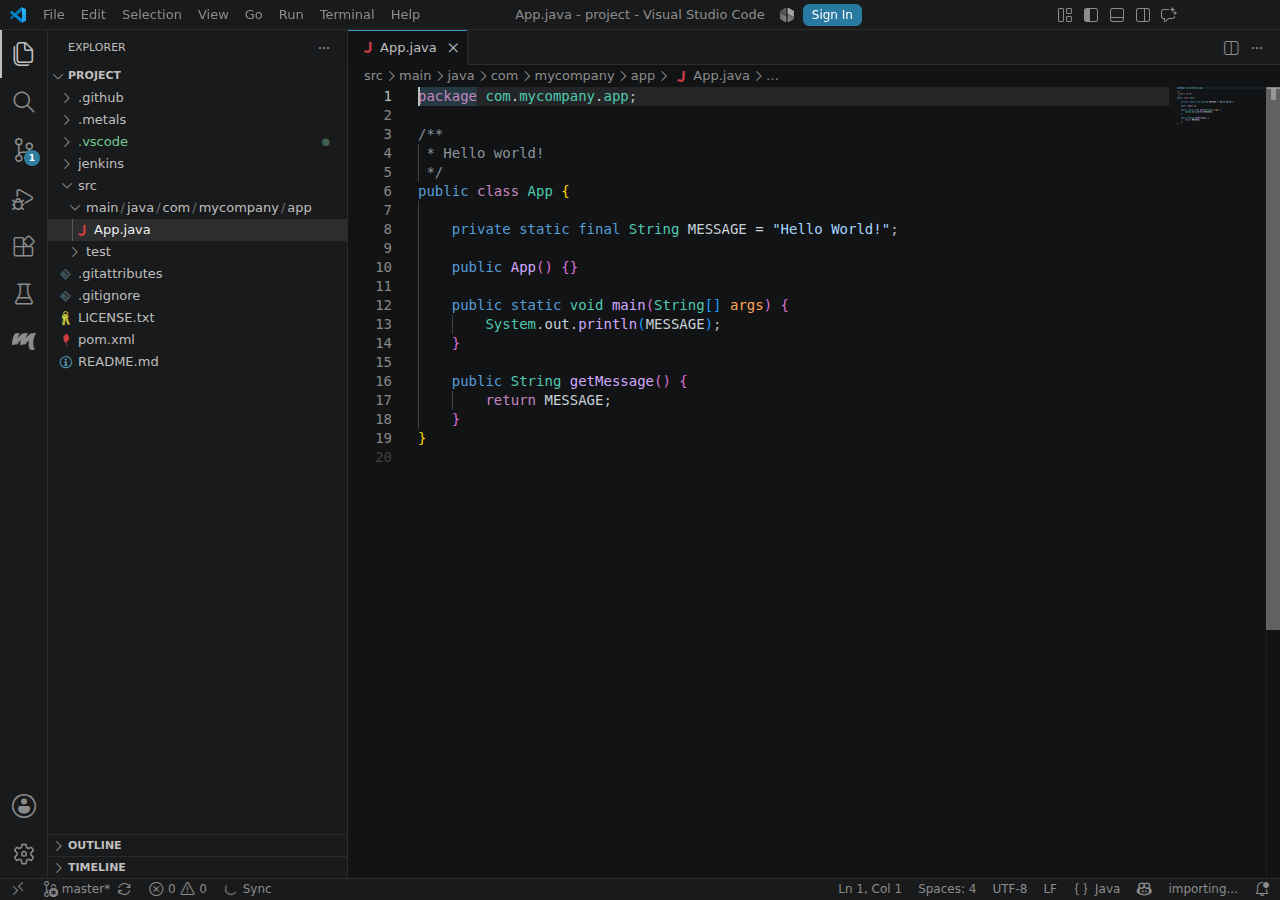 File Edit Selection View Go Run Terminal Help App.java - project - Visual Studio Code Sign In
EXPLORER
PROJECT
.github
.metals
.vscode
jenkins
src
main/java/com/mycompany/app
App.java
test
.gitattributes
.gitignore
LICENSE.txt
pom.xml
README.md
OUTLINE
TIMELINE
App.java
src main java com mycompany app App.java ...
1 package com.mycompany.app;
2
3 /**
4  * Hello world!
5  */
6 public class App {
7
8     private static final String MESSAGE = "Hello World!";
9
10     public App() {}
11
12     public static void main(String[] args) {
13         System.out.println(MESSAGE);
14     }
15
16     public String getMessage() {
17         return MESSAGE;
18     }
19 }
20
1
master* 0 0 Sync Ln 1, Col 1 Spaces: 4 UTF-8 LF { } Java importing...